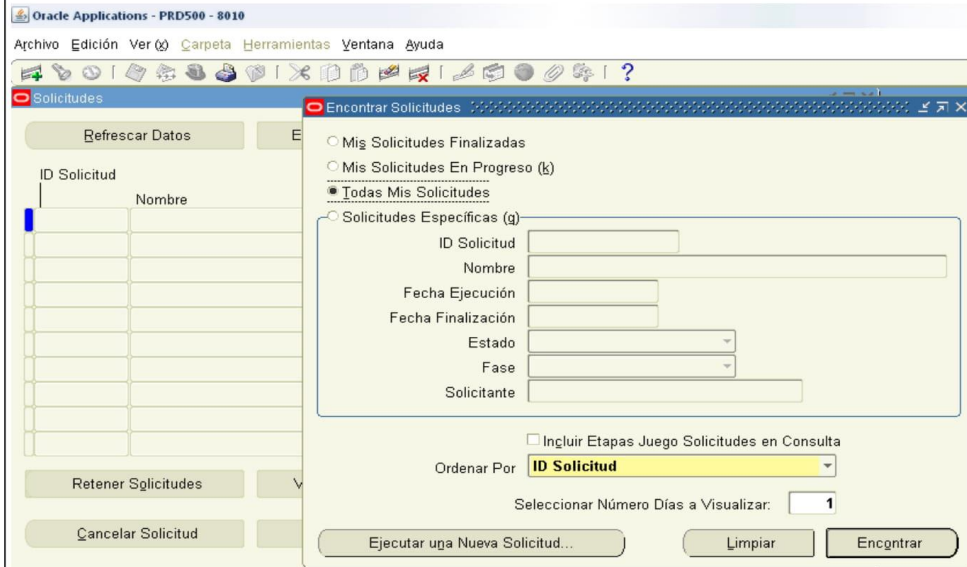 Oracle Applications - PRD500 - 8010
Archivo Edición Ver(x) Carpeta Herramientas Ventana Ayuda
Solicitudes
Encontrar Solicitudes
Refrescar Datos
E
Mis Solicitudes Finalizadas
Mis Solicitudes En Progreso (k)
Todas Mis Solicitudes
Solicitudes Específicas (q)
ID Solicitud
Nombre
ID Solicitud
Nombre
Fecha Ejecución
Fecha Finalización
Estado
Fase
Solicitante
Incluir Etapas Juego Solicitudes en Consulta
Ordenar Por ID Solicitud
Seleccionar Número Días a Visualizar: 1
Retener Solicitudes
V
Cancelar Solicitud
Ejecutar una Nueva Solicitud...
Limpiar
Encontrar